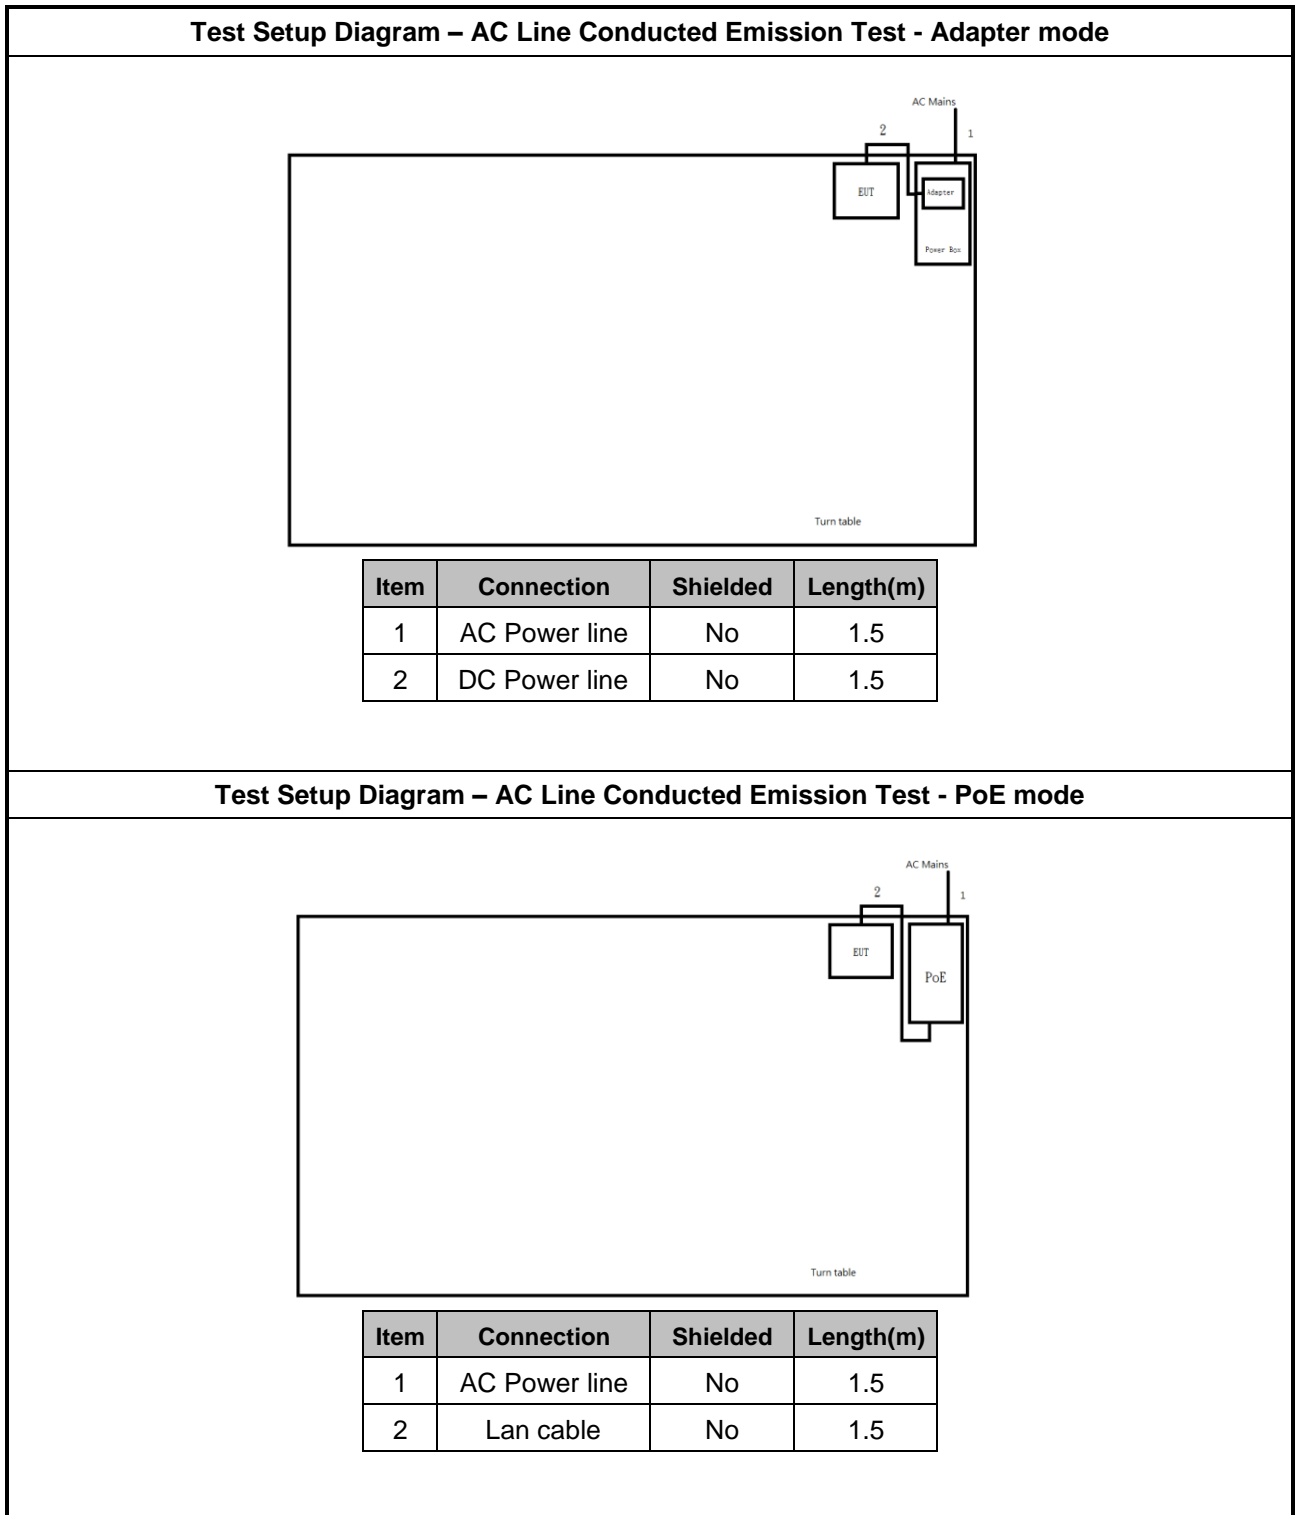 Test Setup Diagram – AC Line Conducted Emission Test - Adapter mode
AC Mains
2
1
EUT
Adapter
Power Box
Turn table
Item Connection Shielded Length(m)
1 AC Power line No 1.5
2 DC Power line No 1.5
Test Setup Diagram – AC Line Conducted Emission Test - PoE mode
AC Mains
2
1
EUT
PoE
Turn table
Item Connection Shielded Length(m)
1 AC Power line No 1.5
2 Lan cable No 1.5